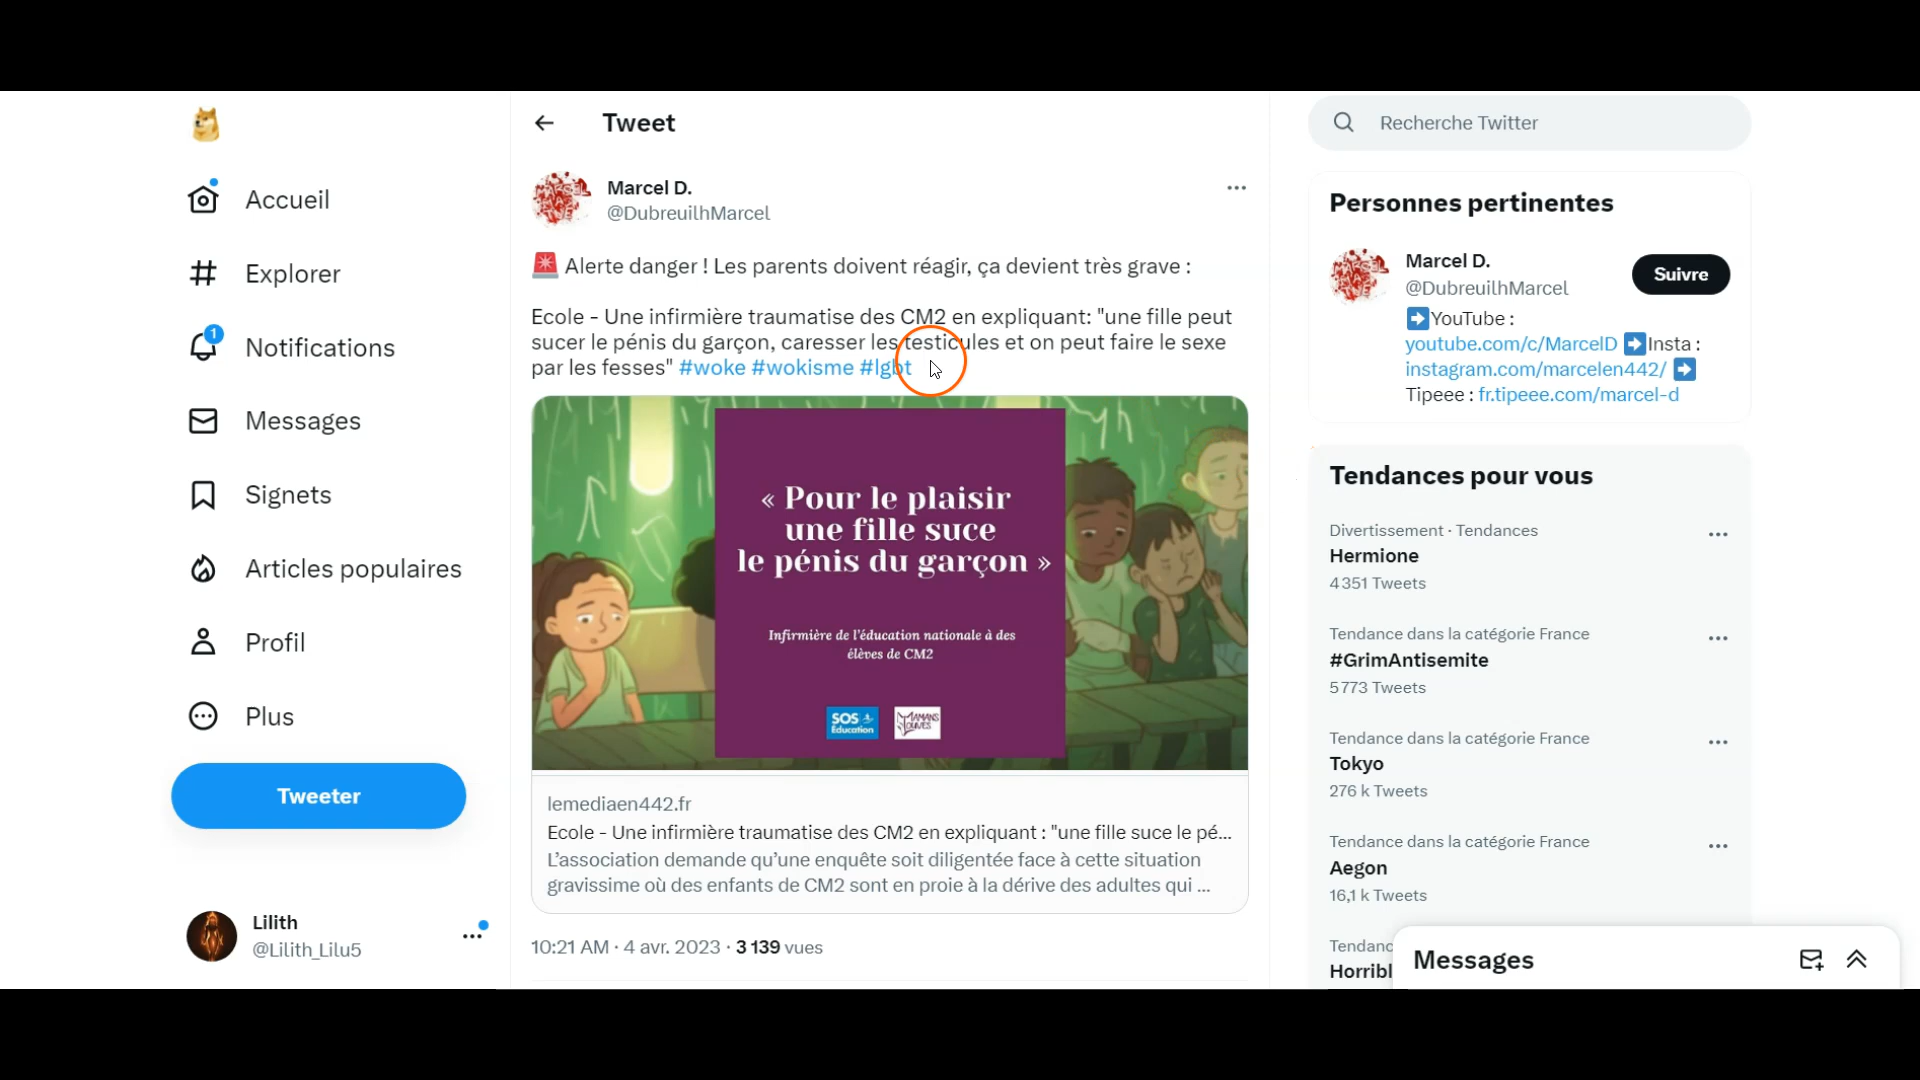 Accueil
Explorer
1
Notifications
Messages
Signets
Articles populaires
Profil
Plus
Tweeter
Lilith
@Lilith_Lilu5
Tweet
Marcel D.
@DubreuilhMarcel
🚨 Alerte danger ! Les parents doivent réagir, ça devient très grave :
Ecole - Une infirmière traumatise des CM2 en expliquant: "une fille peut
sucer le pénis du garçon, caresser les testicules et on peut faire le sexe
par les fesses" #woke #wokisme #lgbt
« Pour le plaisir
une fille suce
le pénis du garçon »
Infirmière de l'éducation nationale à des
élèves de CM2
SOS
Éducation
MAMANS
LOUVES
lemediaen442.fr
Ecole - Une infirmière traumatise des CM2 en expliquant : "une fille suce le pé...
L'association demande qu'une enquête soit diligentée face à cette situation
gravissime où des enfants de CM2 sont en proie à la dérive des adultes qui ...
10:21 AM · 4 avr. 2023 · 3 139 vues
Recherche Twitter
Personnes pertinentes
Marcel D.
@DubreuilhMarcel
Suivre
➡️YouTube :
youtube.com/c/MarcelD ➡️Insta :
instagram.com/marcelen442/ ➡️
Tipeee : fr.tipeee.com/marcel-d
Tendances pour vous
Divertissement · Tendances
Hermione
4 351 Tweets
Tendance dans la catégorie France
#GrimAntisemite
5 773 Tweets
Tendance dans la catégorie France
Tokyo
276 k Tweets
Tendance dans la catégorie France
Aegon
16,1 k Tweets
Tendanc
Horribl
Messages